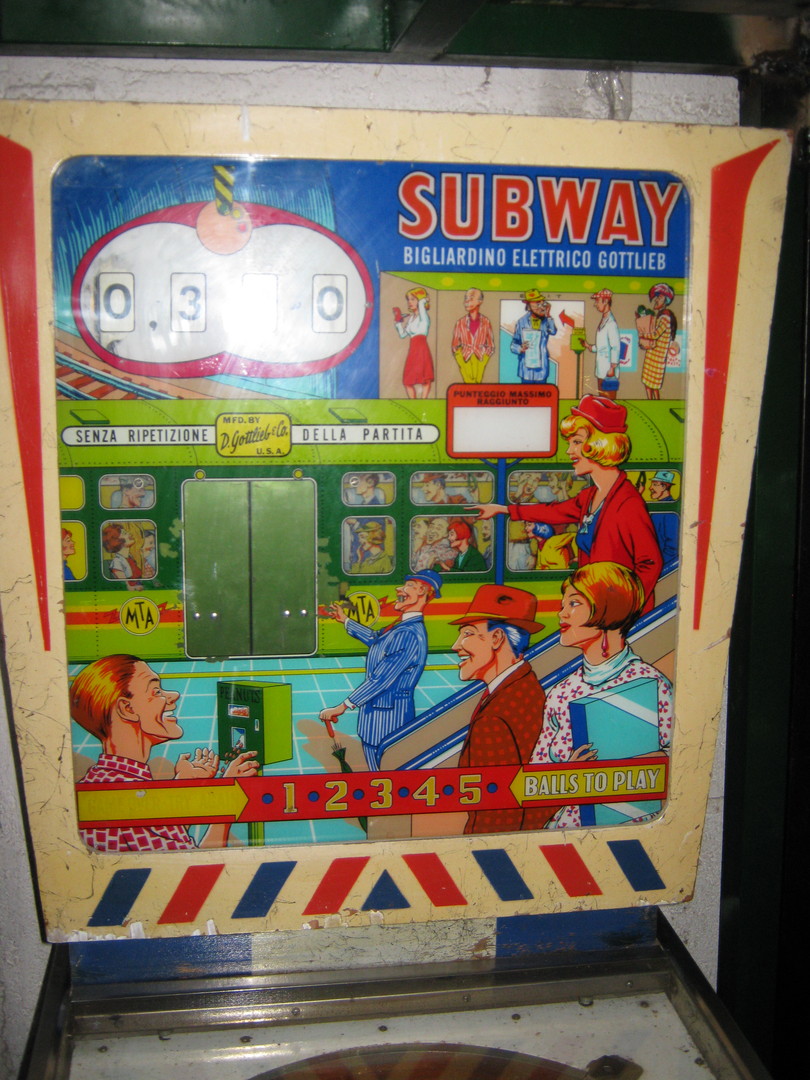 SUBWAY
BIGLIARDINO ELETTRICO GOTTLIEB
0 3 0
PUNTEGGIO MASSIMO
RAGGIUNTO
SENZA RIPETIZIONE
MFD. BY
D. Gottlieb & Co.
U.S.A.
DELLA PARTITA
MTA
MTA
PEANUTS
1 2 3 4 5
BALLS TO PLAY